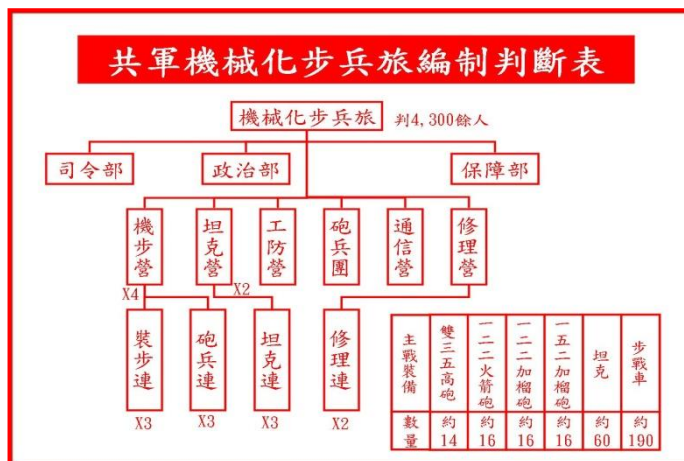 共軍機械化步兵旅編制判斷表
機械化步兵旅 判4,300餘人
司令部 政治部 保障部
機步營 坦克營 工防營 砲兵團 通信營 修理營
X4 X2
裝步連 砲兵連 坦克連 修理連
X3 X3 X3 X2
主戰裝備 雙三五高砲 一二二火箭砲 一二二加榴砲 一五二加榴砲 坦克 步戰車
數量 約14 約16 約16 約16 約60 約190